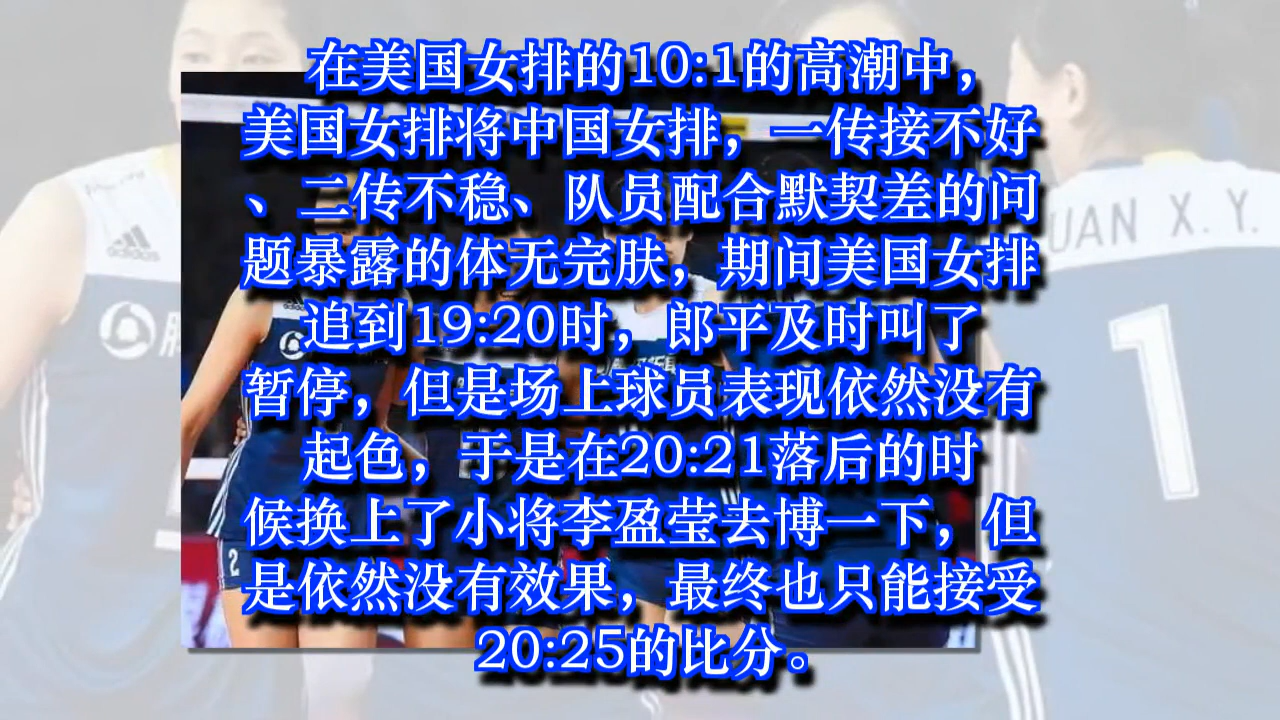 在美国女排的10:1的高潮中，
美国女排将中国女排，一传接不好
、二传不稳、队员配合默契差的问
题暴露的体无完肤，期间美国女排
追到19:20时，郎平及时叫了
暂停，但是场上球员表现依然没有
起色，于是在20:21落后的时
候换上了小将李盈莹去博一下，但
是依然没有效果，最终也只能接受
20:25的比分。
adidas
UAN X. Y.
1
2